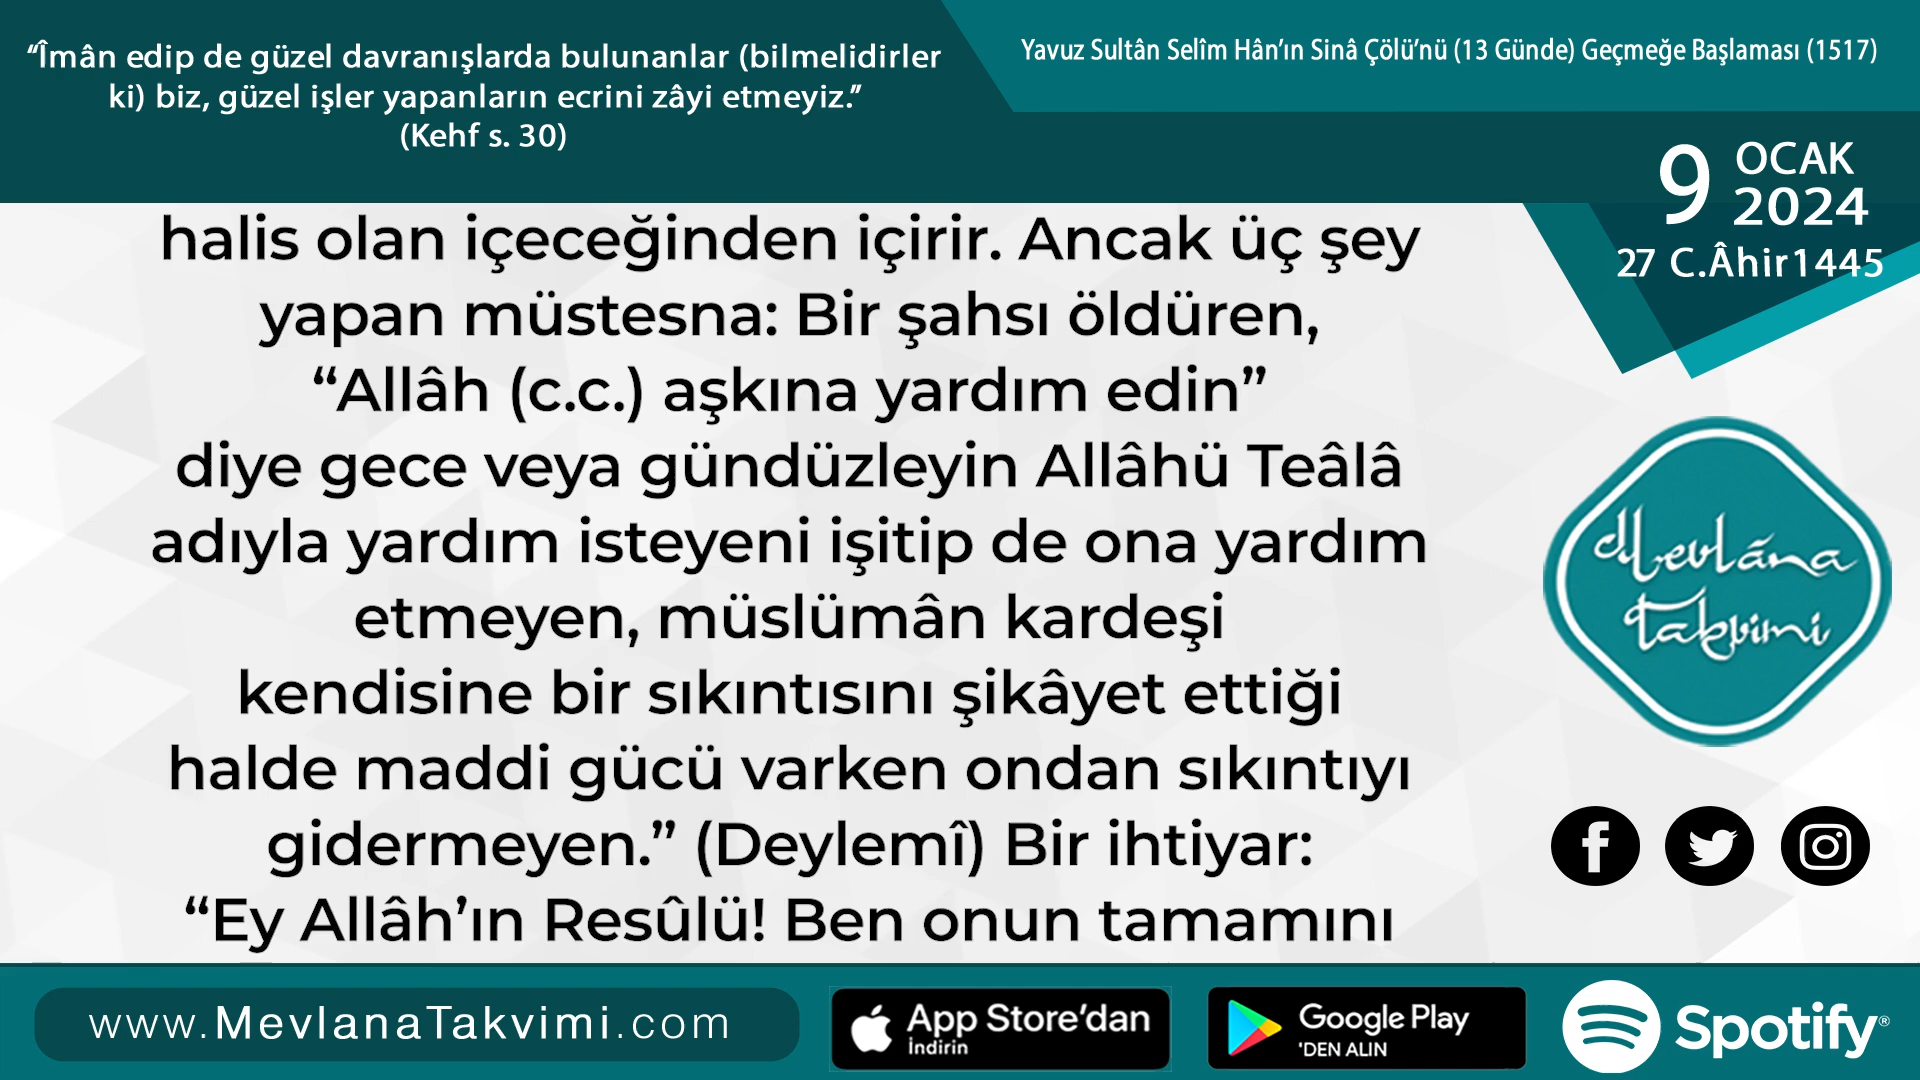 “Îmân edip de güzel davranışlarda bulunanlar (bilmelidirler
ki) biz, güzel işler yapanların ecrini zâyi etmeyiz.”
(Kehf s. 30)
Yavuz Sultân Selîm Hân’ın Sinâ Çölü’nü (13 Günde) Geçmeğe Başlaması (1517)
9 OCAK
2024
27 C.Âhir1445
halis olan içeceğinden içirir. Ancak üç şey
yapan müstesna: Bir şahsı öldüren,
“Allâh (c.c.) aşkına yardım edin”
diye gece veya gündüzleyin Allâhü Teâlâ
adıyla yardım isteyeni işitip de ona yardım
etmeyen, müslümân kardeşi
kendisine bir sıkıntısını şikâyet ettiği
halde maddi gücü varken ondan sıkıntıyı
gidermeyen.” (Deylemî) Bir ihtiyar:
“Ey Allâh’ın Resûlü! Ben onun tamamını
Mevlâna
Takvimi
www.MevlanaTakvimi.com
App Store’dan
İndirin
Google Play
'DEN ALIN
Spotify®